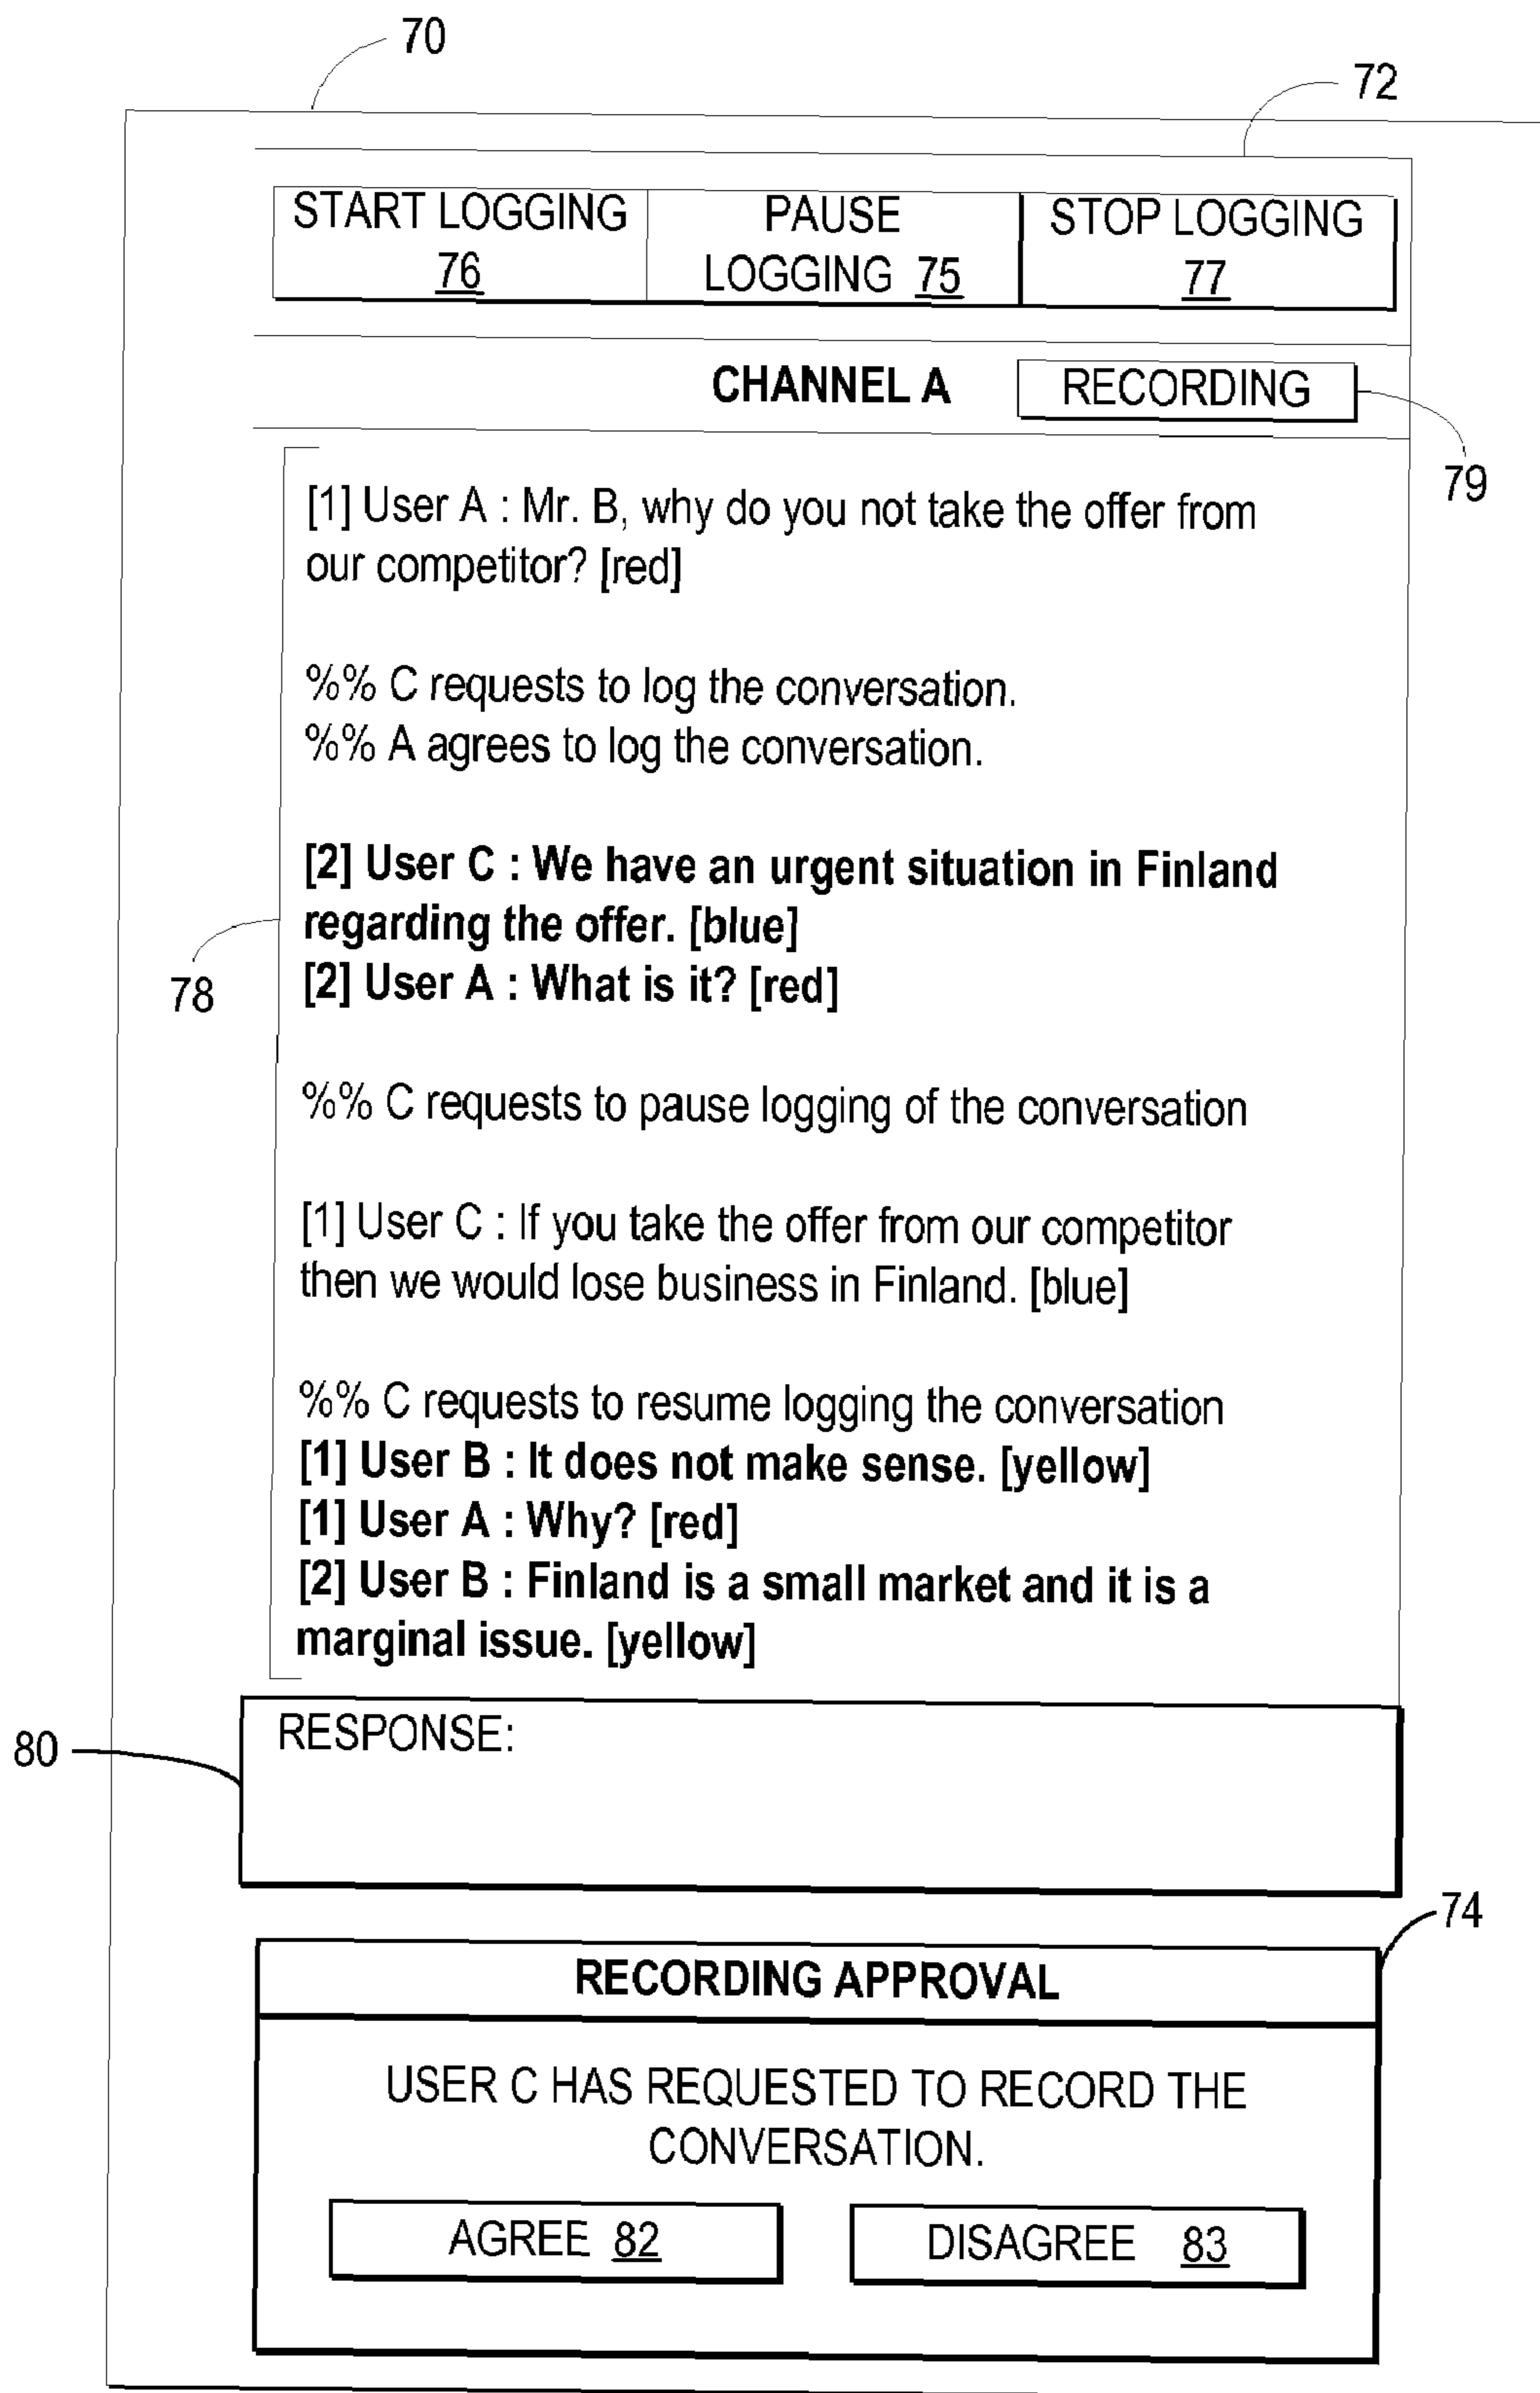 70
72
START LOGGING
76
PAUSE
LOGGING 75
STOP LOGGING
77
CHANNEL A
RECORDING
79
[1] User A : Mr. B, why do you not take the offer from
our competitor? [red]
%% C requests to log the conversation.
%% A agrees to log the conversation.
[2] User C : We have an urgent situation in Finland
regarding the offer. [blue]
[2] User A : What is it? [red]
78
%% C requests to pause logging of the conversation
[1] User C : If you take the offer from our competitor
then we would lose business in Finland. [blue]
%% C requests to resume logging the conversation
[1] User B : It does not make sense. [yellow]
[1] User A : Why? [red]
[2] User B : Finland is a small market and it is a
marginal issue. [yellow]
80
RESPONSE:
74
RECORDING APPROVAL
USER C HAS REQUESTED TO RECORD THE
CONVERSATION.
AGREE 82
DISAGREE 83